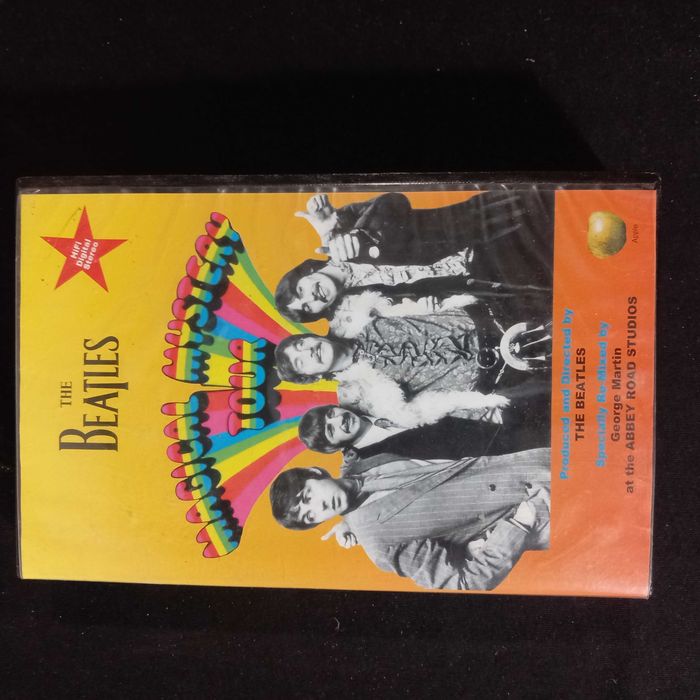 HiFi
Digital
Stereo
THE
BEATLES
MAGICAL MYSTERY
TOUR
Apple
Produced and Directed by
THE BEATLES
Specially Re-Mixed by
George Martin
at the ABBEY ROAD STUDIOS